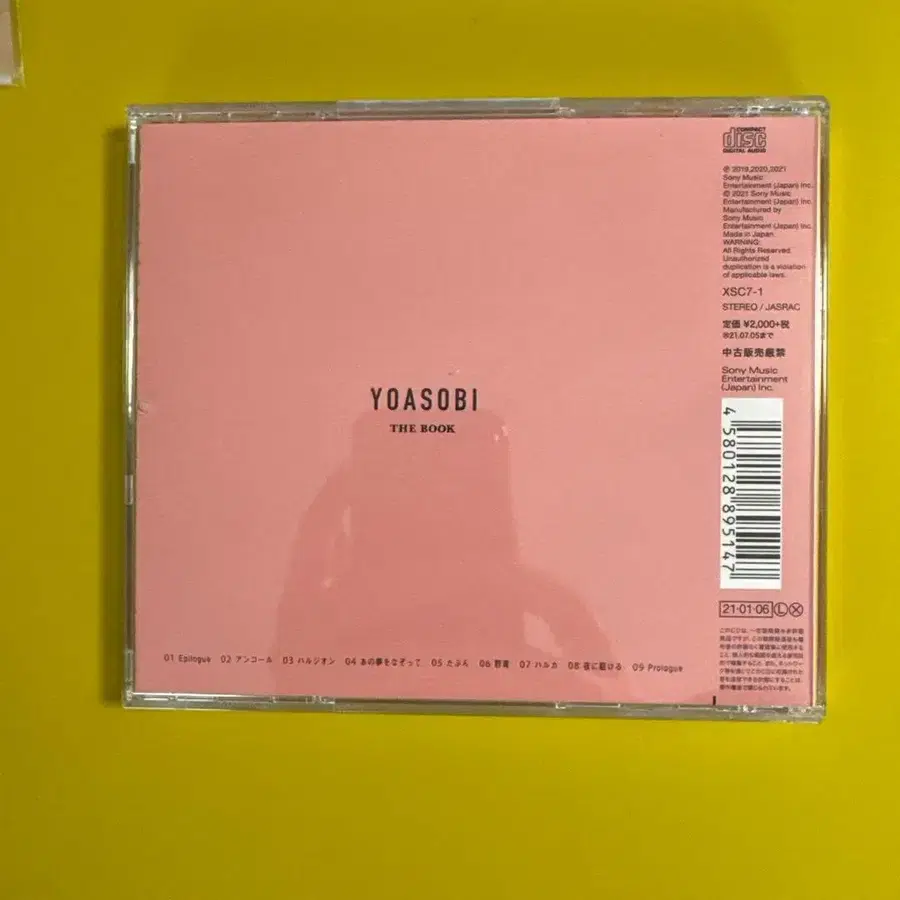 COMPACT
disc
DIGITAL AUDIO
℗ 2019,2020,2021
Sony Music
Entertainment (Japan) Inc.
© 2021 Sony Music
Entertainment (Japan) Inc.
Manufactured by
Sony Music
Entertainment (Japan) Inc.
Made in Japan.
WARNING:
All Rights Reserved.
Unauthorized
duplication is a violation
of applicable laws.
XSC7-1
STEREO / JASRAC
定価 ¥2,000+税
21.07.05まで
中古販売厳禁
Sony Music
Entertainment
(Japan) Inc.
YOASOBI
THE BOOK
4580128895147
21·01·06 Ⓛ
01 Epilogue 02 アンコール 03 ハルジオン 04 あの夢をなぞって 05 たぶん 06 群青 07 ハルカ 08 夜に駆ける 09 Prologue